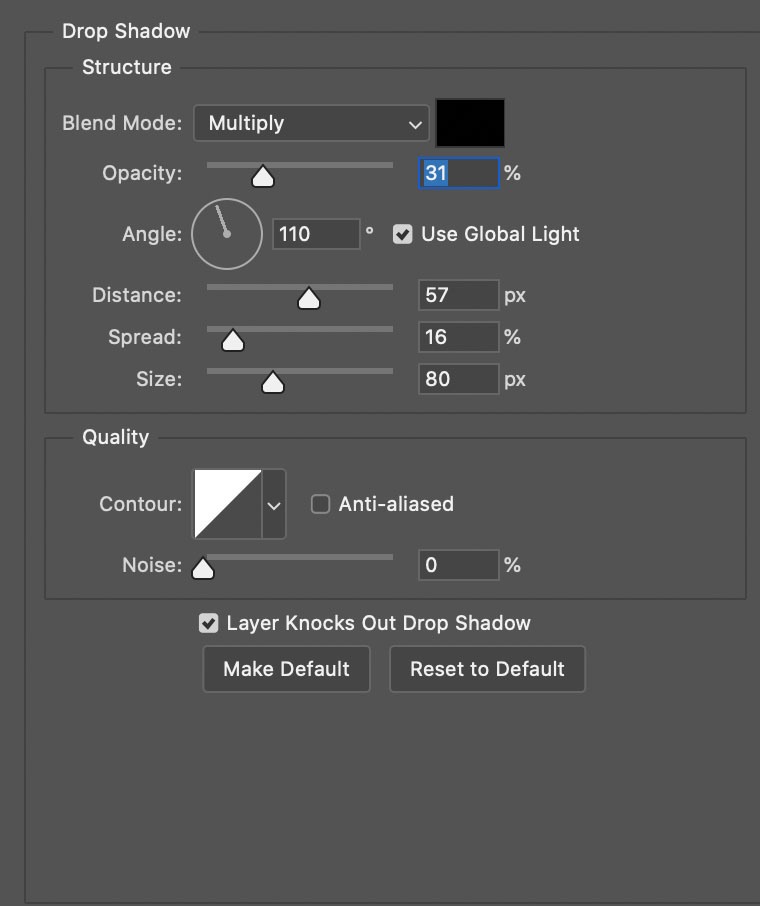 Drop Shadow
Structure
Blend Mode: Multiply
Opacity: 31 %
Angle: 110 ° Use Global Light
Distance: 57 px
Spread: 16 %
Size: 80 px
Quality
Contour: Anti-aliased
Noise: 0 %
Layer Knocks Out Drop Shadow
Make Default Reset to Default